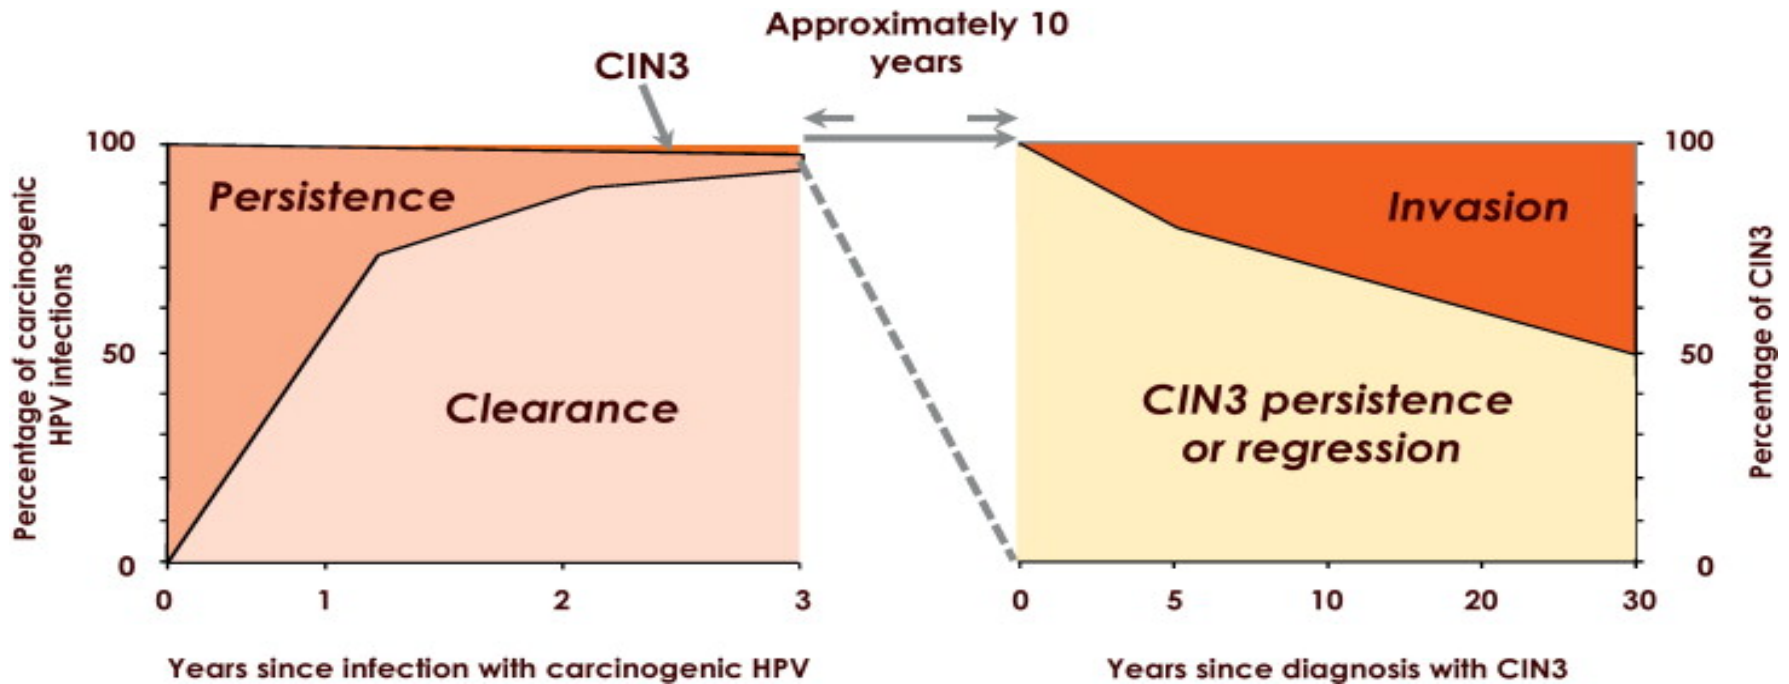 Approximately 10
years
CIN3
100
50
0
Percentage of carcinogenic
HPV infections
Persistence
Clearance
0 1 2 3
Years since infection with carcinogenic HPV
Invasion
CIN3 persistence
or regression
100
50
0
Percentage of CIN3
0 5 10 20 30
Years since diagnosis with CIN3